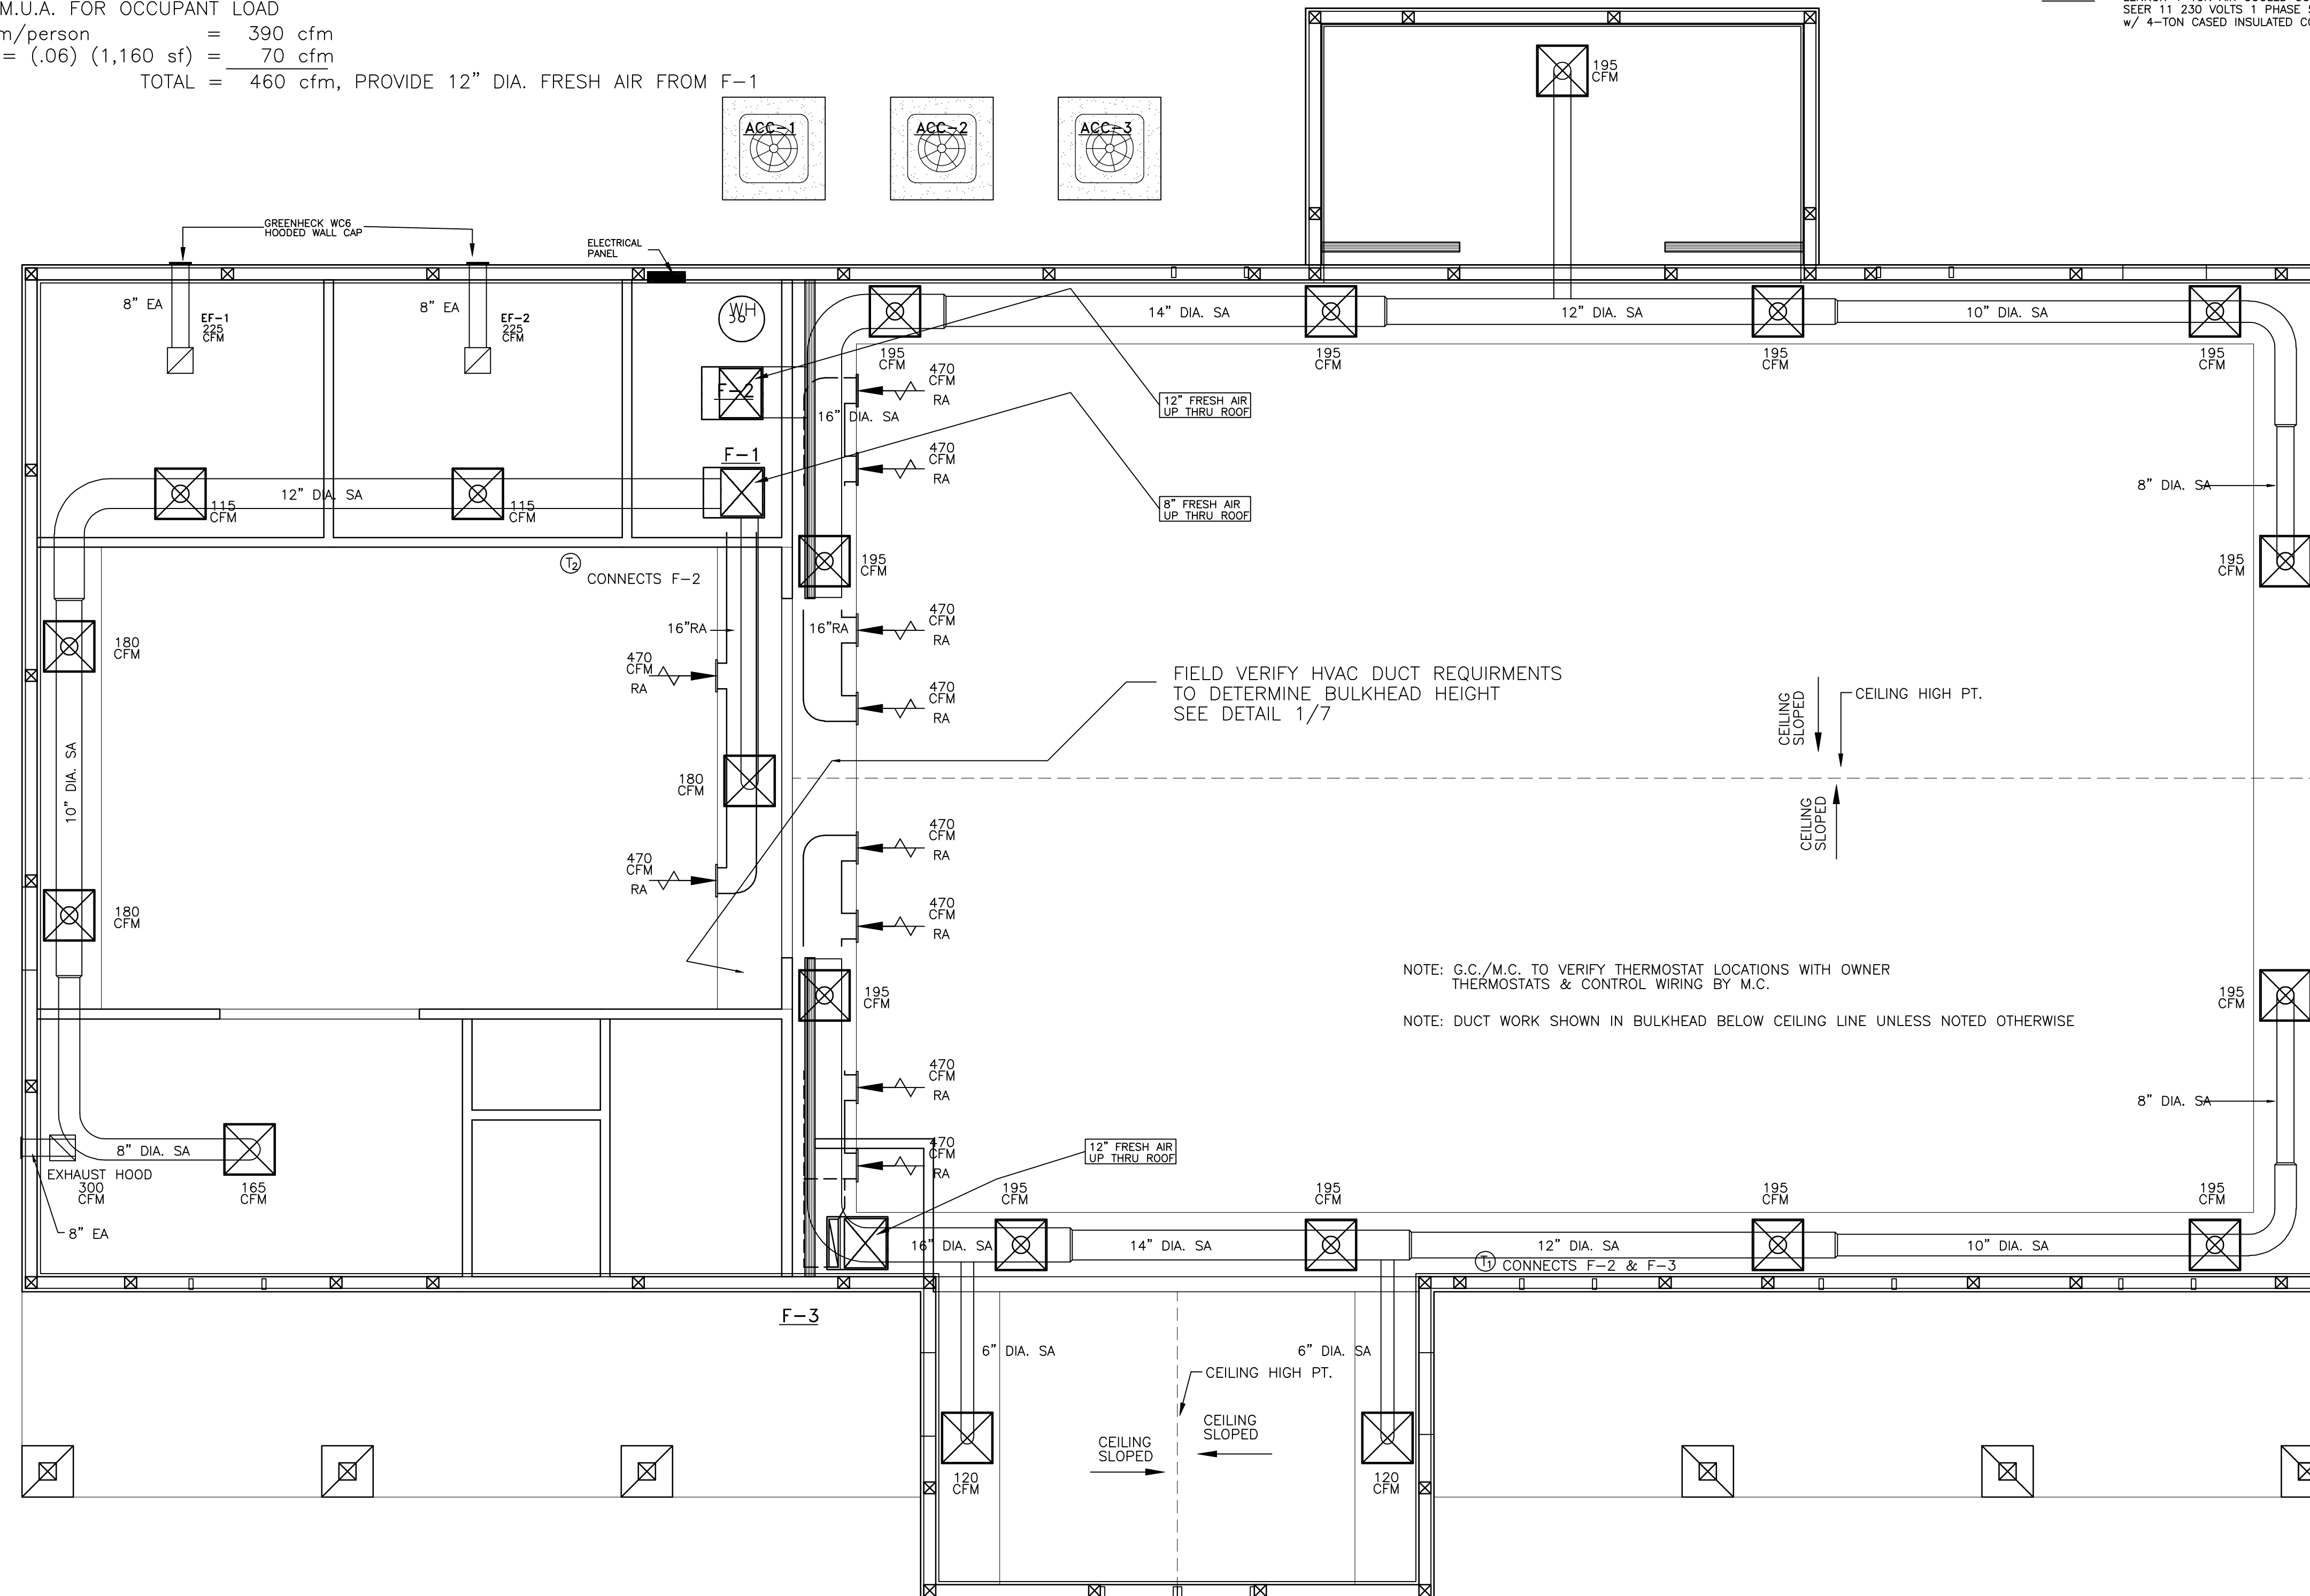 M.U.A. FOR OCCUPANT LOAD
m/person = 390 cfm
= (.06) (1,160 sf) = 70 cfm
TOTAL = 460 cfm, PROVIDE 12" DIA. FRESH AIR FROM F-1
SEER 11 230 VOLTS 1 PHASE
w/ 4-TON CASED INSULATED
195
CFM
ACC-1
ACC-2
ACC-3
GREENHECK WC6
HOODED WALL CAP
ELECTRICAL
PANEL
8" EA
EF-1
225
CFM
8" EA
EF-2
225
CFM
WH
38
14" DIA. SA
12" DIA. SA
10" DIA. SA
195
CFM
195
CFM
195
CFM
195
CFM
F-2
470
CFM
RA
16" DIA. SA
12" FRESH AIR
UP THRU ROOF
F-1
470
CFM
RA
12" DIA. SA
115
CFM
115
CFM
8" FRESH AIR
UP THRU ROOF
8" DIA. SA
T2
CONNECTS F-2
195
CFM
195
CFM
180
CFM
16"RA
16"RA
470
CFM
RA
470
CFM
RA
470
CFM
RA
FIELD VERIFY HVAC DUCT REQUIRMENTS
TO DETERMINE BULKHEAD HEIGHT
SEE DETAIL 1/7
CEILING
SLOPED
CEILING HIGH PT.
10" DIA. SA
180
CFM
CEILING
SLOPED
470
CFM
RA
470
CFM
RA
180
CFM
470
CFM
RA
195
CFM
195
CFM
NOTE: G.C./M.C. TO VERIFY THERMOSTAT LOCATIONS WITH OWNER
THERMOSTATS & CONTROL WIRING BY M.C.
NOTE: DUCT WORK SHOWN IN BULKHEAD BELOW CEILING LINE UNLESS NOTED OTHERWISE
470
CFM
RA
8" DIA. SA
8" DIA. SA
470
CFM
RA
12" FRESH AIR
UP THRU ROOF
EXHAUST HOOD
300
CFM
165
CFM
8" EA
195
CFM
195
CFM
195
CFM
195
CFM
16" DIA. SA
14" DIA. SA
12" DIA. SA
10" DIA. SA
T1
CONNECTS F-2 & F-3
F-3
6" DIA. SA
6" DIA. SA
CEILING HIGH PT.
CEILING
SLOPED
CEILING
SLOPED
120
CFM
120
CFM